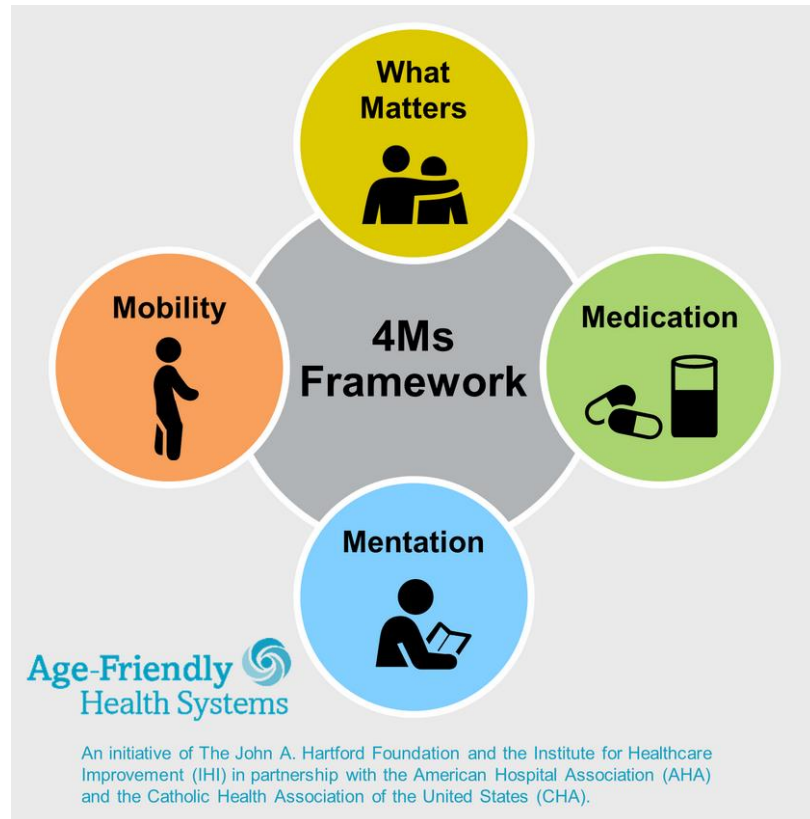 What
Matters
Mobility
4Ms
Framework
Medication
Mentation
Age-Friendly
Health Systems
An initiative of The John A. Hartford Foundation and the Institute for Healthcare
Improvement (IHI) in partnership with the American Hospital Association (AHA)
and the Catholic Health Association of the United States (CHA).